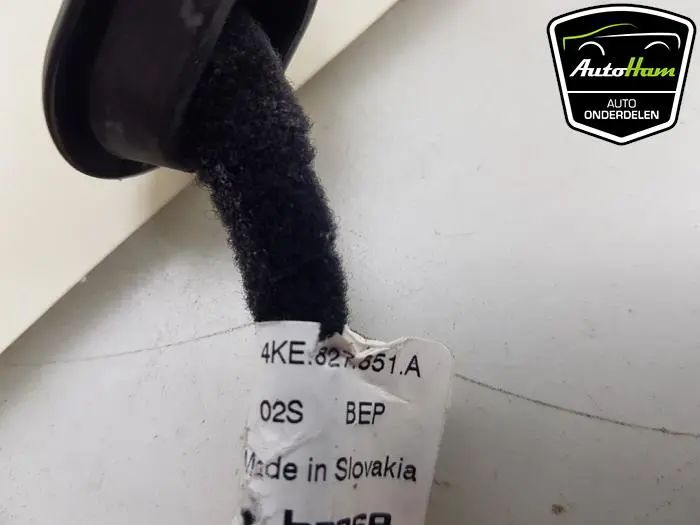 AutoHam
AUTO
ONDERDELEN
4KE.827.851.A
02S BEP
Made in Slovakia